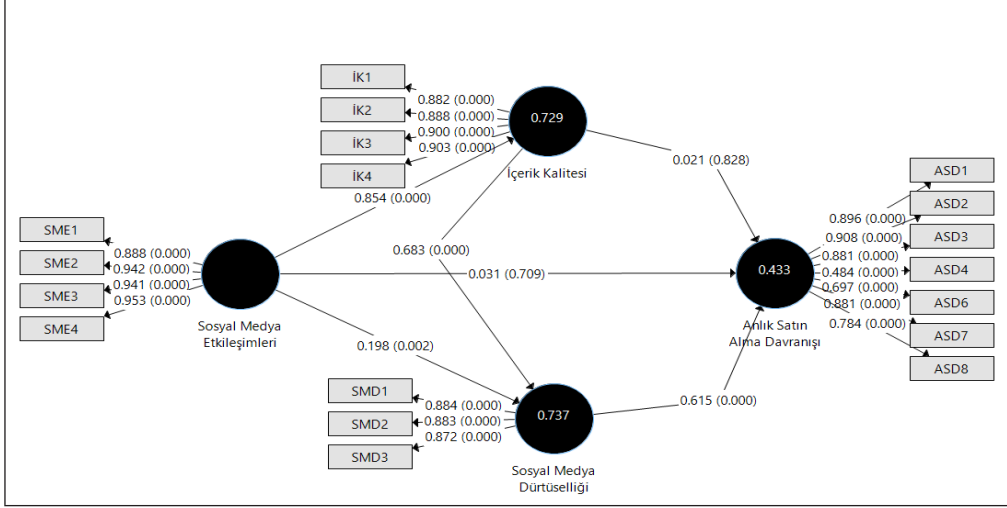 İK1
İK2
İK3
İK4
0.882 (0.000)
0.888 (0.000)
0.900 (0.000)
0.903 (0.000)
0.729
İçerik Kalitesi
0.854 (0.000)
0.021 (0.828)
SME1
SME2
SME3
SME4
0.888 (0.000)
0.942 (0.000)
0.941 (0.000)
0.953 (0.000)
Sosyal Medya
Etkileşimleri
0.683 (0.000)
0.031 (0.709)
0.198 (0.002)
0.433
Anlık Satın
Alma Davranışı
0.896 (0.000)
0.908 (0.000)
0.881 (0.000)
0.484 (0.000)
0.697 (0.000)
0.881 (0.000)
0.784 (0.000)
ASD1
ASD2
ASD3
ASD4
ASD6
ASD7
ASD8
SMD1
SMD2
SMD3
0.884 (0.000)
0.883 (0.000)
0.872 (0.000)
0.737
Sosyal Medya
Dürtüselliği
0.615 (0.000)